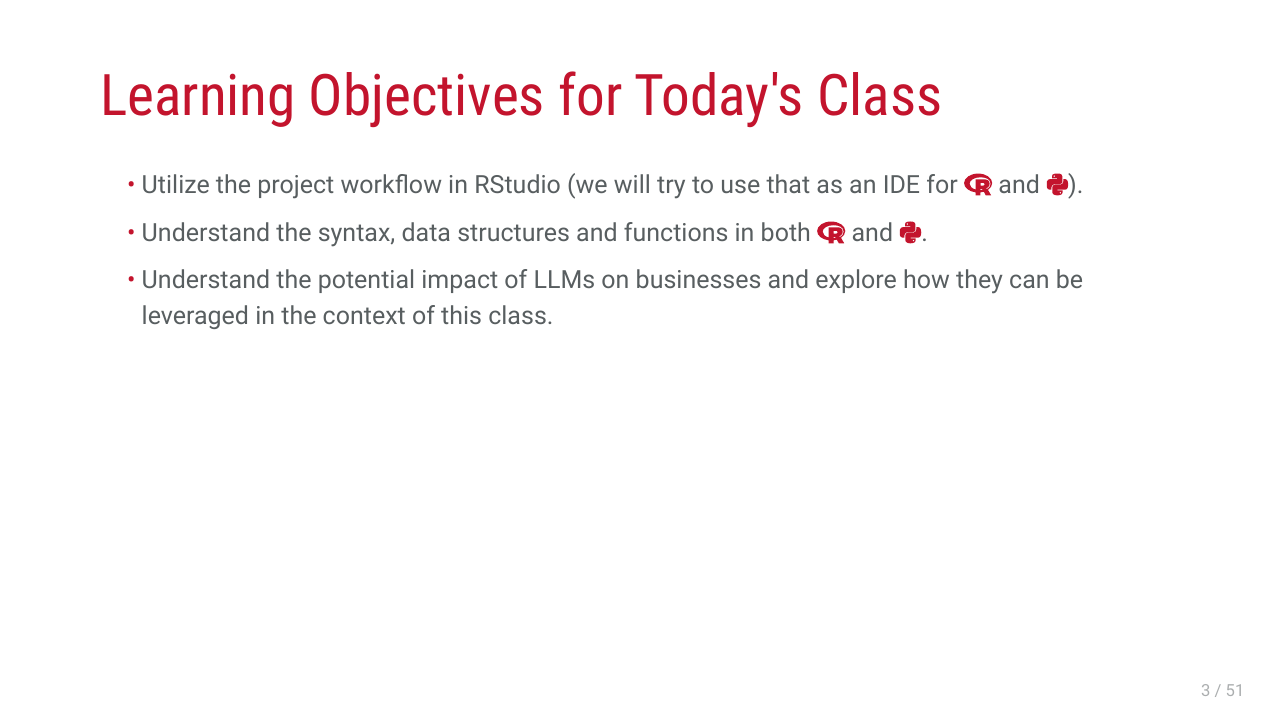 Learning Objectives for Today's Class
• Utilize the project workflow in RStudio (we will try to use that as an IDE for R and ).
• Understand the syntax, data structures and functions in both R and .
• Understand the potential impact of LLMs on businesses and explore how they can be
leveraged in the context of this class.
3 / 51